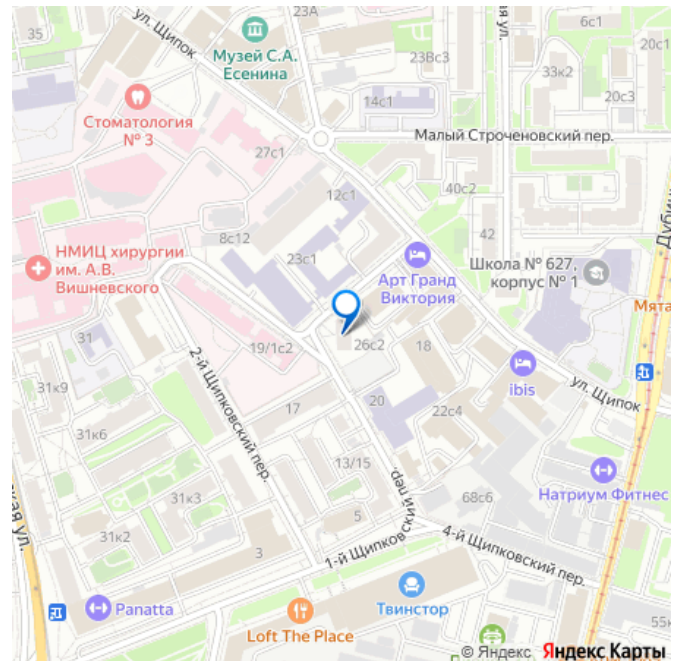 35
ул. Щипок
23А
6с1
20с1
Музей С.А.
Есенина
23Вс3
33к2
20с3
14с1
Стоматология
№ 3
Малый Строченовский пер.
27с1
40с2
12с1
8с12
42
НМИЦ хирургии
им. А.В.
Вишневского
23с1
Арт Гранд
Виктория
Школа № 627,
корпус № 1
Мята
31
19/1с2
26с2
18
31к9
2-й Щипковский пер.
ibis
ул. Щипок
17
20
22с4
31к6
13/15
Натриум Фитнес
68с6
31к3
5
31к2
ская ул.
3
1-й Щипковский пер.
4-й Щипковский пер.
Panatta
Твинстор
Loft The Place
55к
© Яндекс Яндекс Карты